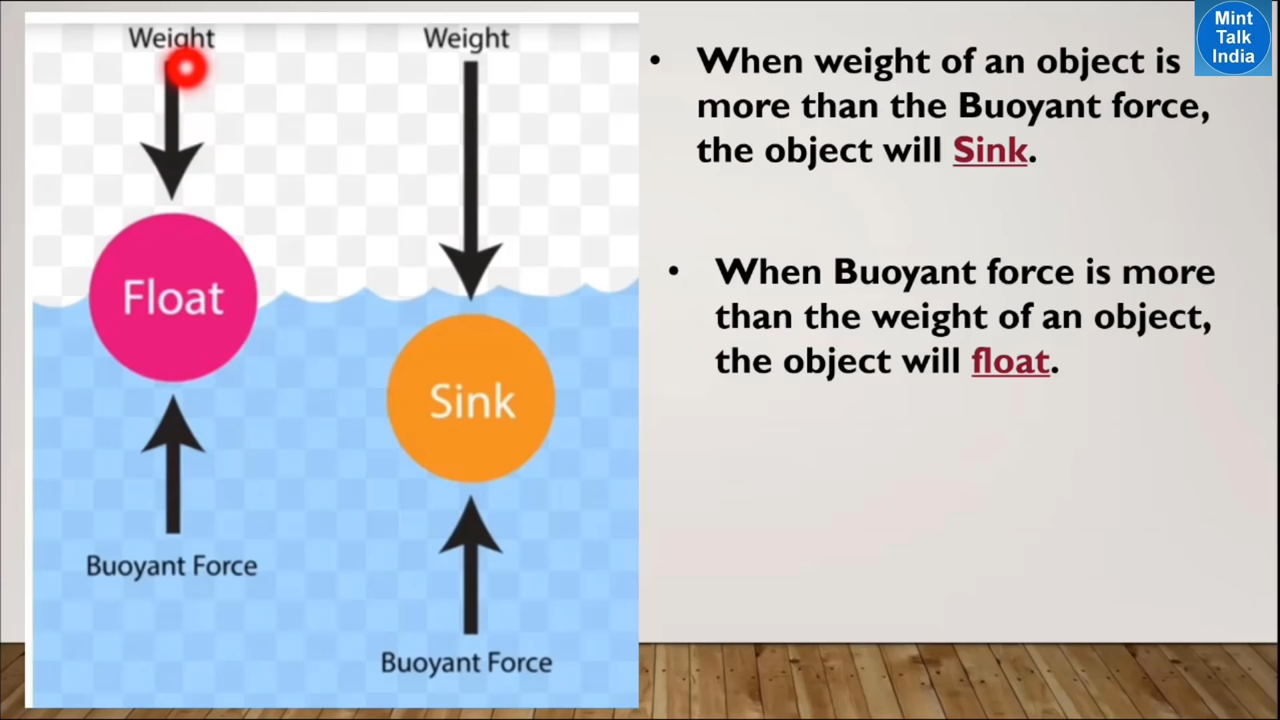 Weight
Weight
Float
Sink
Buoyant Force
Buoyant Force
• When weight of an object is
more than the Buoyant force,
the object will Sink.
• When Buoyant force is more
than the weight of an object,
the object will float.
Mint
Talk
India